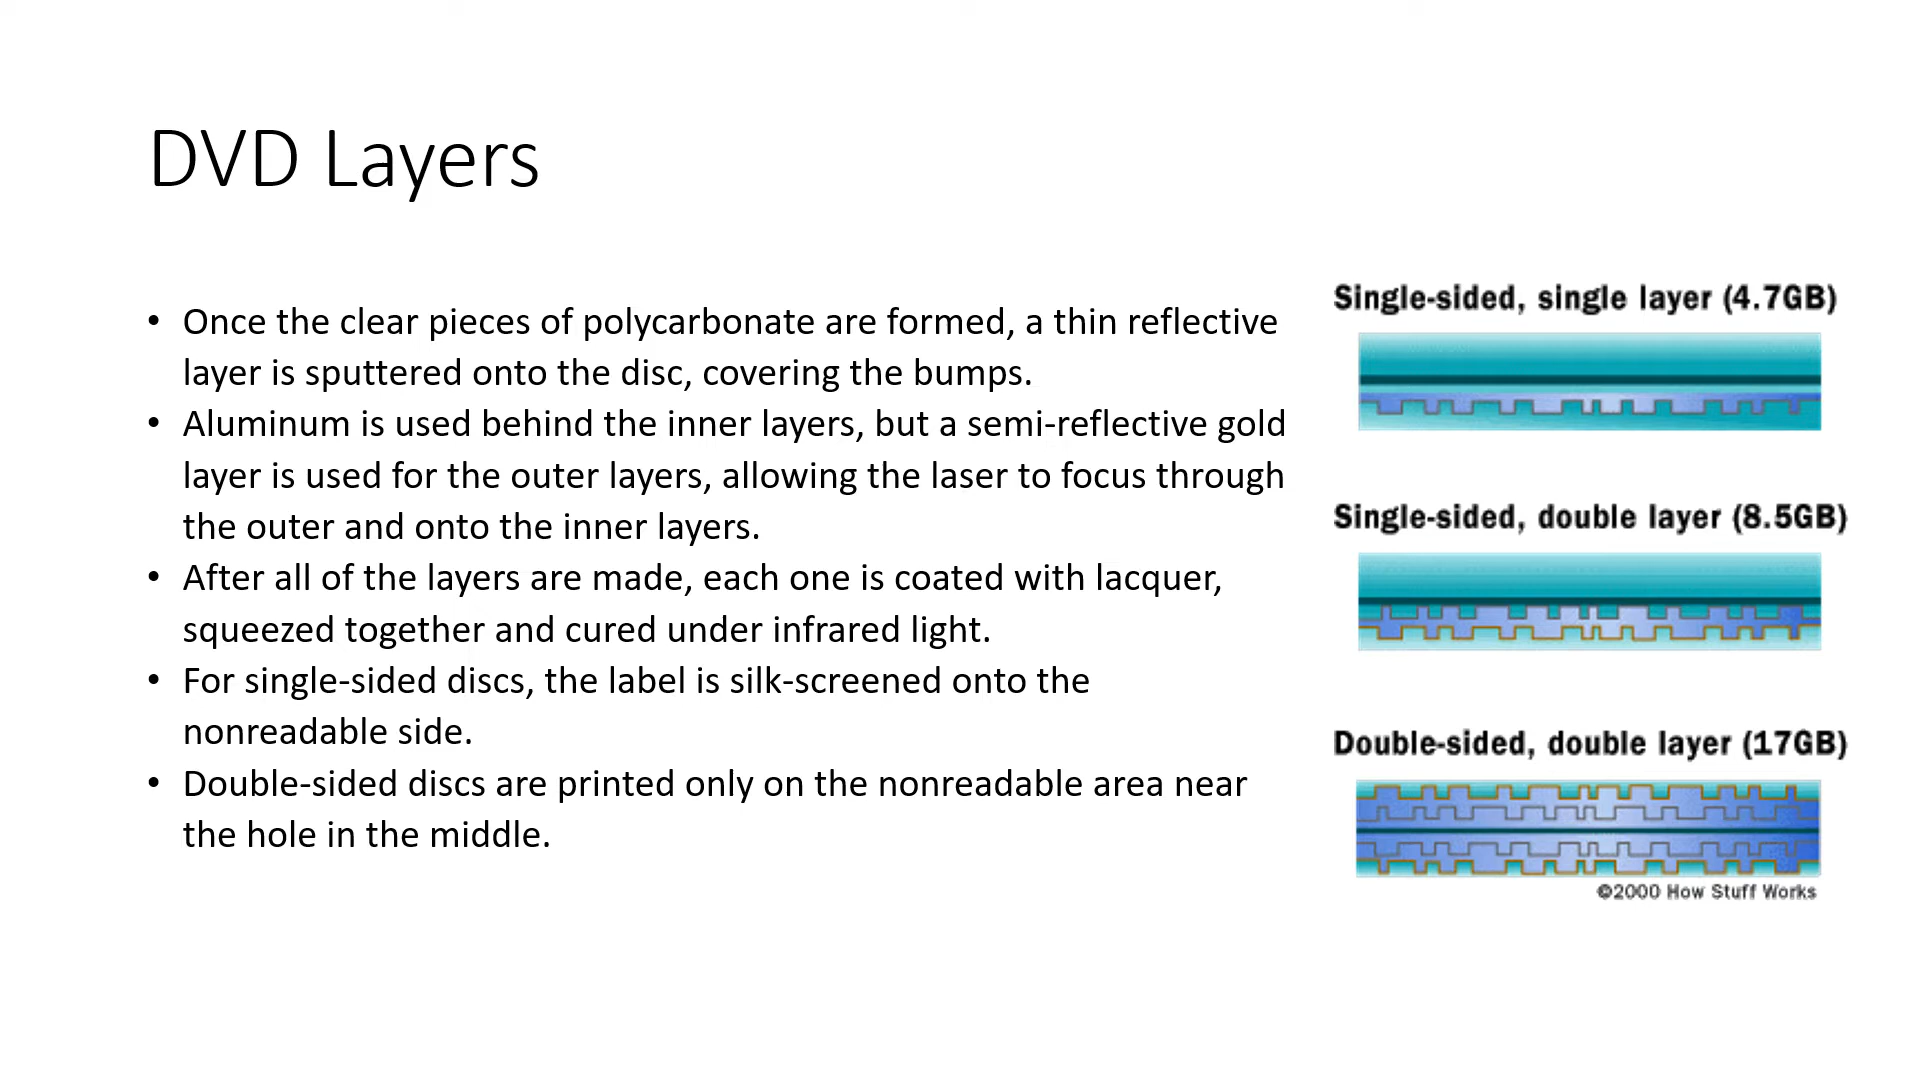 DVD Layers
• Once the clear pieces of polycarbonate are formed, a thin reflective
layer is sputtered onto the disc, covering the bumps.
• Aluminum is used behind the inner layers, but a semi-reflective gold
layer is used for the outer layers, allowing the laser to focus through
the outer and onto the inner layers.
• After all of the layers are made, each one is coated with lacquer,
squeezed together and cured under infrared light.
• For single-sided discs, the label is silk-screened onto the
nonreadable side.
• Double-sided discs are printed only on the nonreadable area near
the hole in the middle.
Single-sided, single layer (4.7GB)
Single-sided, double layer (8.5GB)
Double-sided, double layer (17GB)
©2000 How Stuff Works